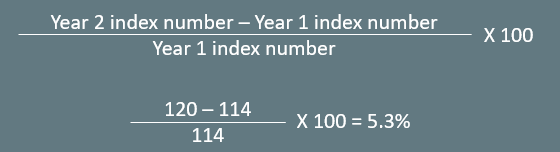 Year 2 index number – Year 1 index number
X 100
Year 1 index number
120 – 114
X 100 = 5.3%
114